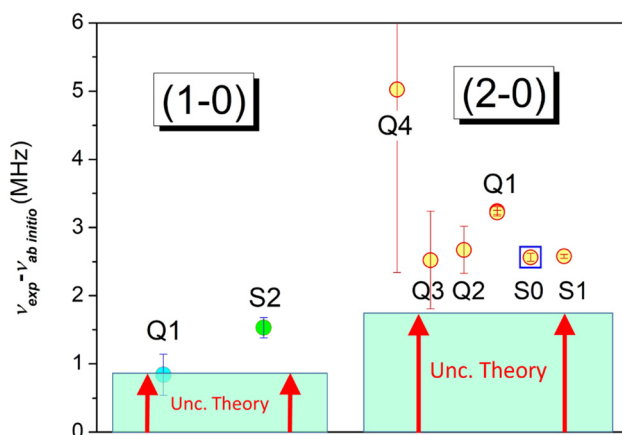 6
5
4
3
2
1
0
ν_exp - ν_ab initio (MHz)
(1-0)
(2-0)
Q4
Q1
Q3
Q2
S0
S1
Q1
S2
Unc. Theory
Unc. Theory